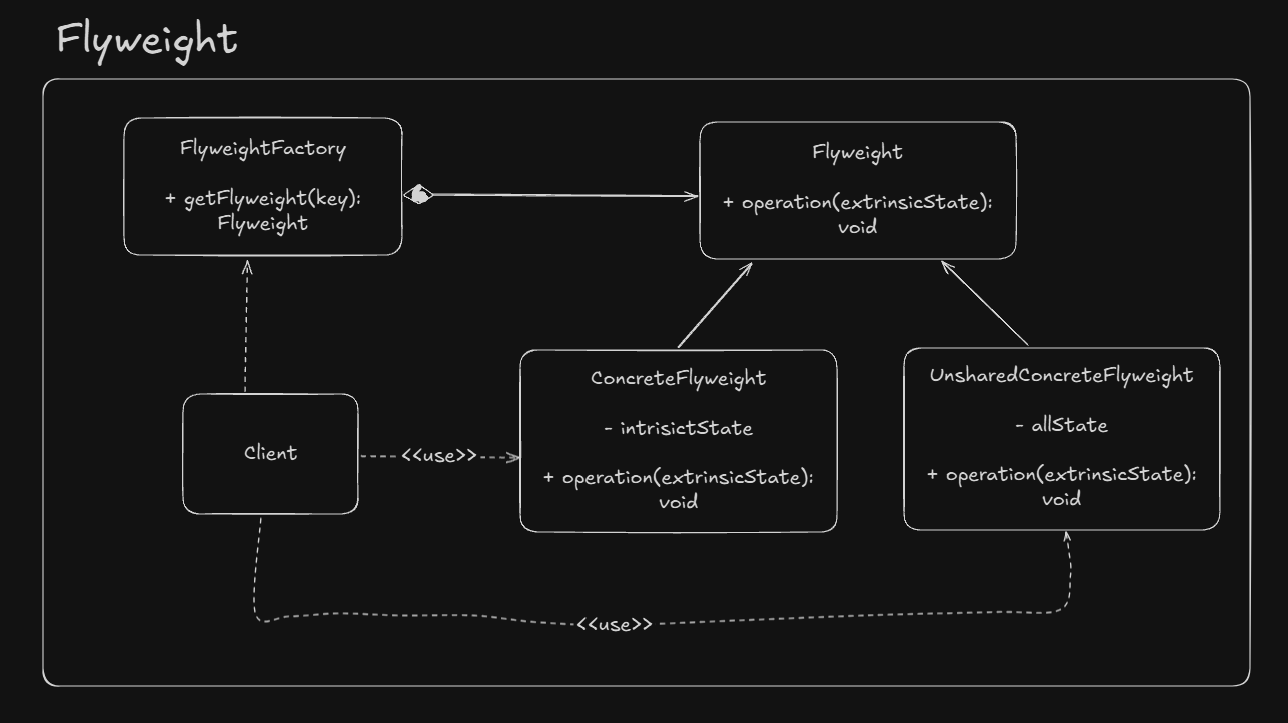 Flyweight
FlyweightFactory
+ getFlyweight(key):
Flyweight
Flyweight
+ operation(extrinsicState):
void
Client
<<use>>
ConcreteFlyweight
- intrisictState
+ operation(extrinsicState):
void
UnsharedConcreteFlyweight
- allState
+ operation(extrinsicState):
void
<<use>>